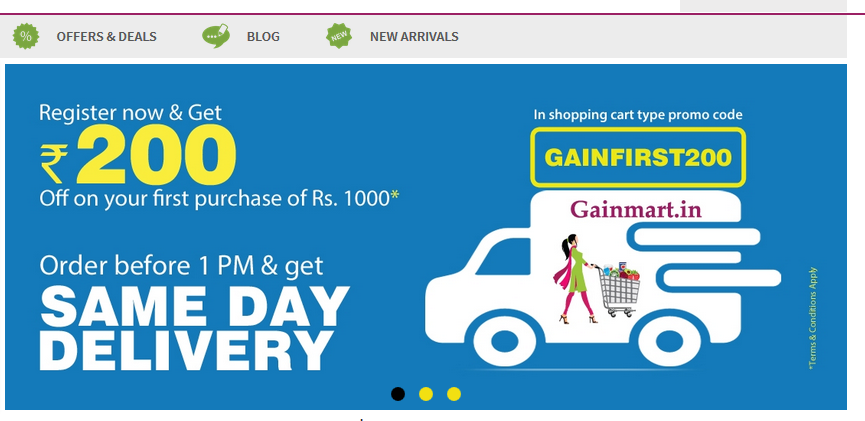 %
OFFERS & DEALS
BLOG
NEW
NEW ARRIVALS
Register now & Get
₹200
Off on your first purchase of Rs. 1000*
Order before 1 PM & get
SAME DAY
DELIVERY
In shopping cart type promo code
GAINFIRST200
Gainmart.in
*Terms & Conditions Apply